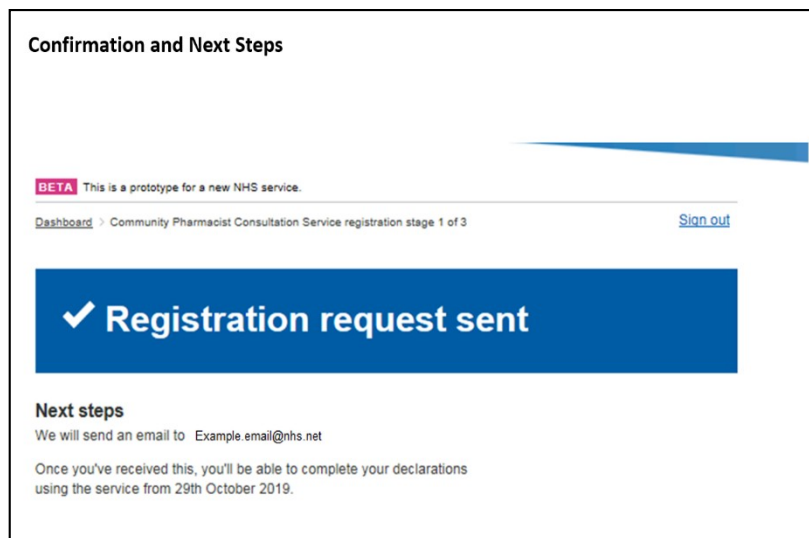 Confirmation and Next Steps
BETA This is a prototype for a new NHS service.
Dashboard > Community Pharmacist Consultation Service registration stage 1 of 3 Sign out
✓ Registration request sent
Next steps
We will send an email to Example.email@nhs.net
Once you've received this, you'll be able to complete your declarations
using the service from 29th October 2019.